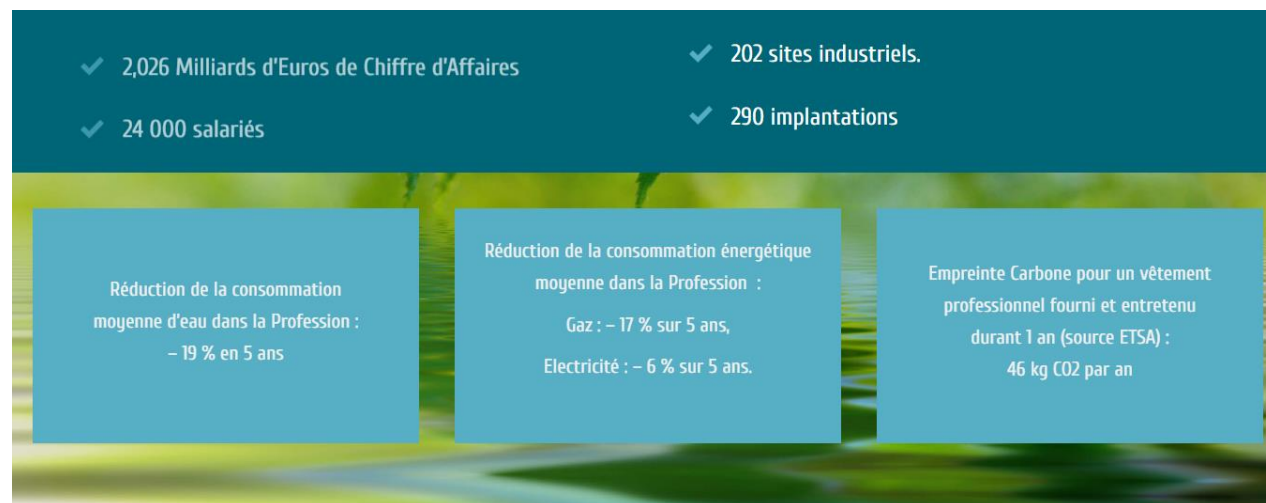 2,026 Milliards d'Euros de Chiffre d'Affaires
24 000 salariés
202 sites industriels.
290 implantations
Réduction de la consommation
moyenne d'eau dans la Profession :
– 19 % en 5 ans
Réduction de la consommation énergétique
moyenne dans la Profession :
Gaz : – 17 % sur 5 ans,
Electricité : – 6 % sur 5 ans.
Empreinte Carbone pour un vêtement
professionnel fourni et entretenu
durant 1 an (source ETSA) :
46 kg CO2 par an